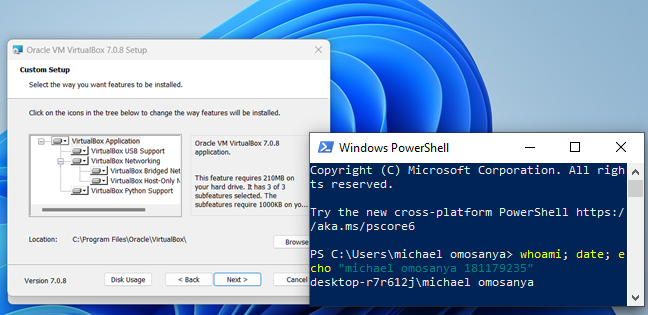 Oracle VM VirtualBox 7.0.8 Setup
Custom Setup
Select the way you want features to be installed.
Click on the icons in the tree below to change the way features will be installed.
VirtualBox Application
VirtualBox USB Support
VirtualBox Networking
VirtualBox Bridged Net
VirtualBox Host-Only N
VirtualBox Python Support
Oracle VM VirtualBox 7.0.8
application.
This feature requires 210MB on
your hard drive. It has 3 of 3
subfeatures selected. The
subfeatures require 1000KB on yo...
Location: C:\Program Files\Oracle\VirtualBox\
Browse
Version 7.0.8
Disk Usage
< Back
Next >
Cancel
Windows PowerShell
Copyright (C) Microsoft Corporation. All righ
ts reserved.
Try the new cross-platform PowerShell https:/
/aka.ms/pscore6
PS C:\Users\michael omosanya> whoami; date; e
cho "michael omosanya 181179235"
desktop-r7r612j\michael omosanya